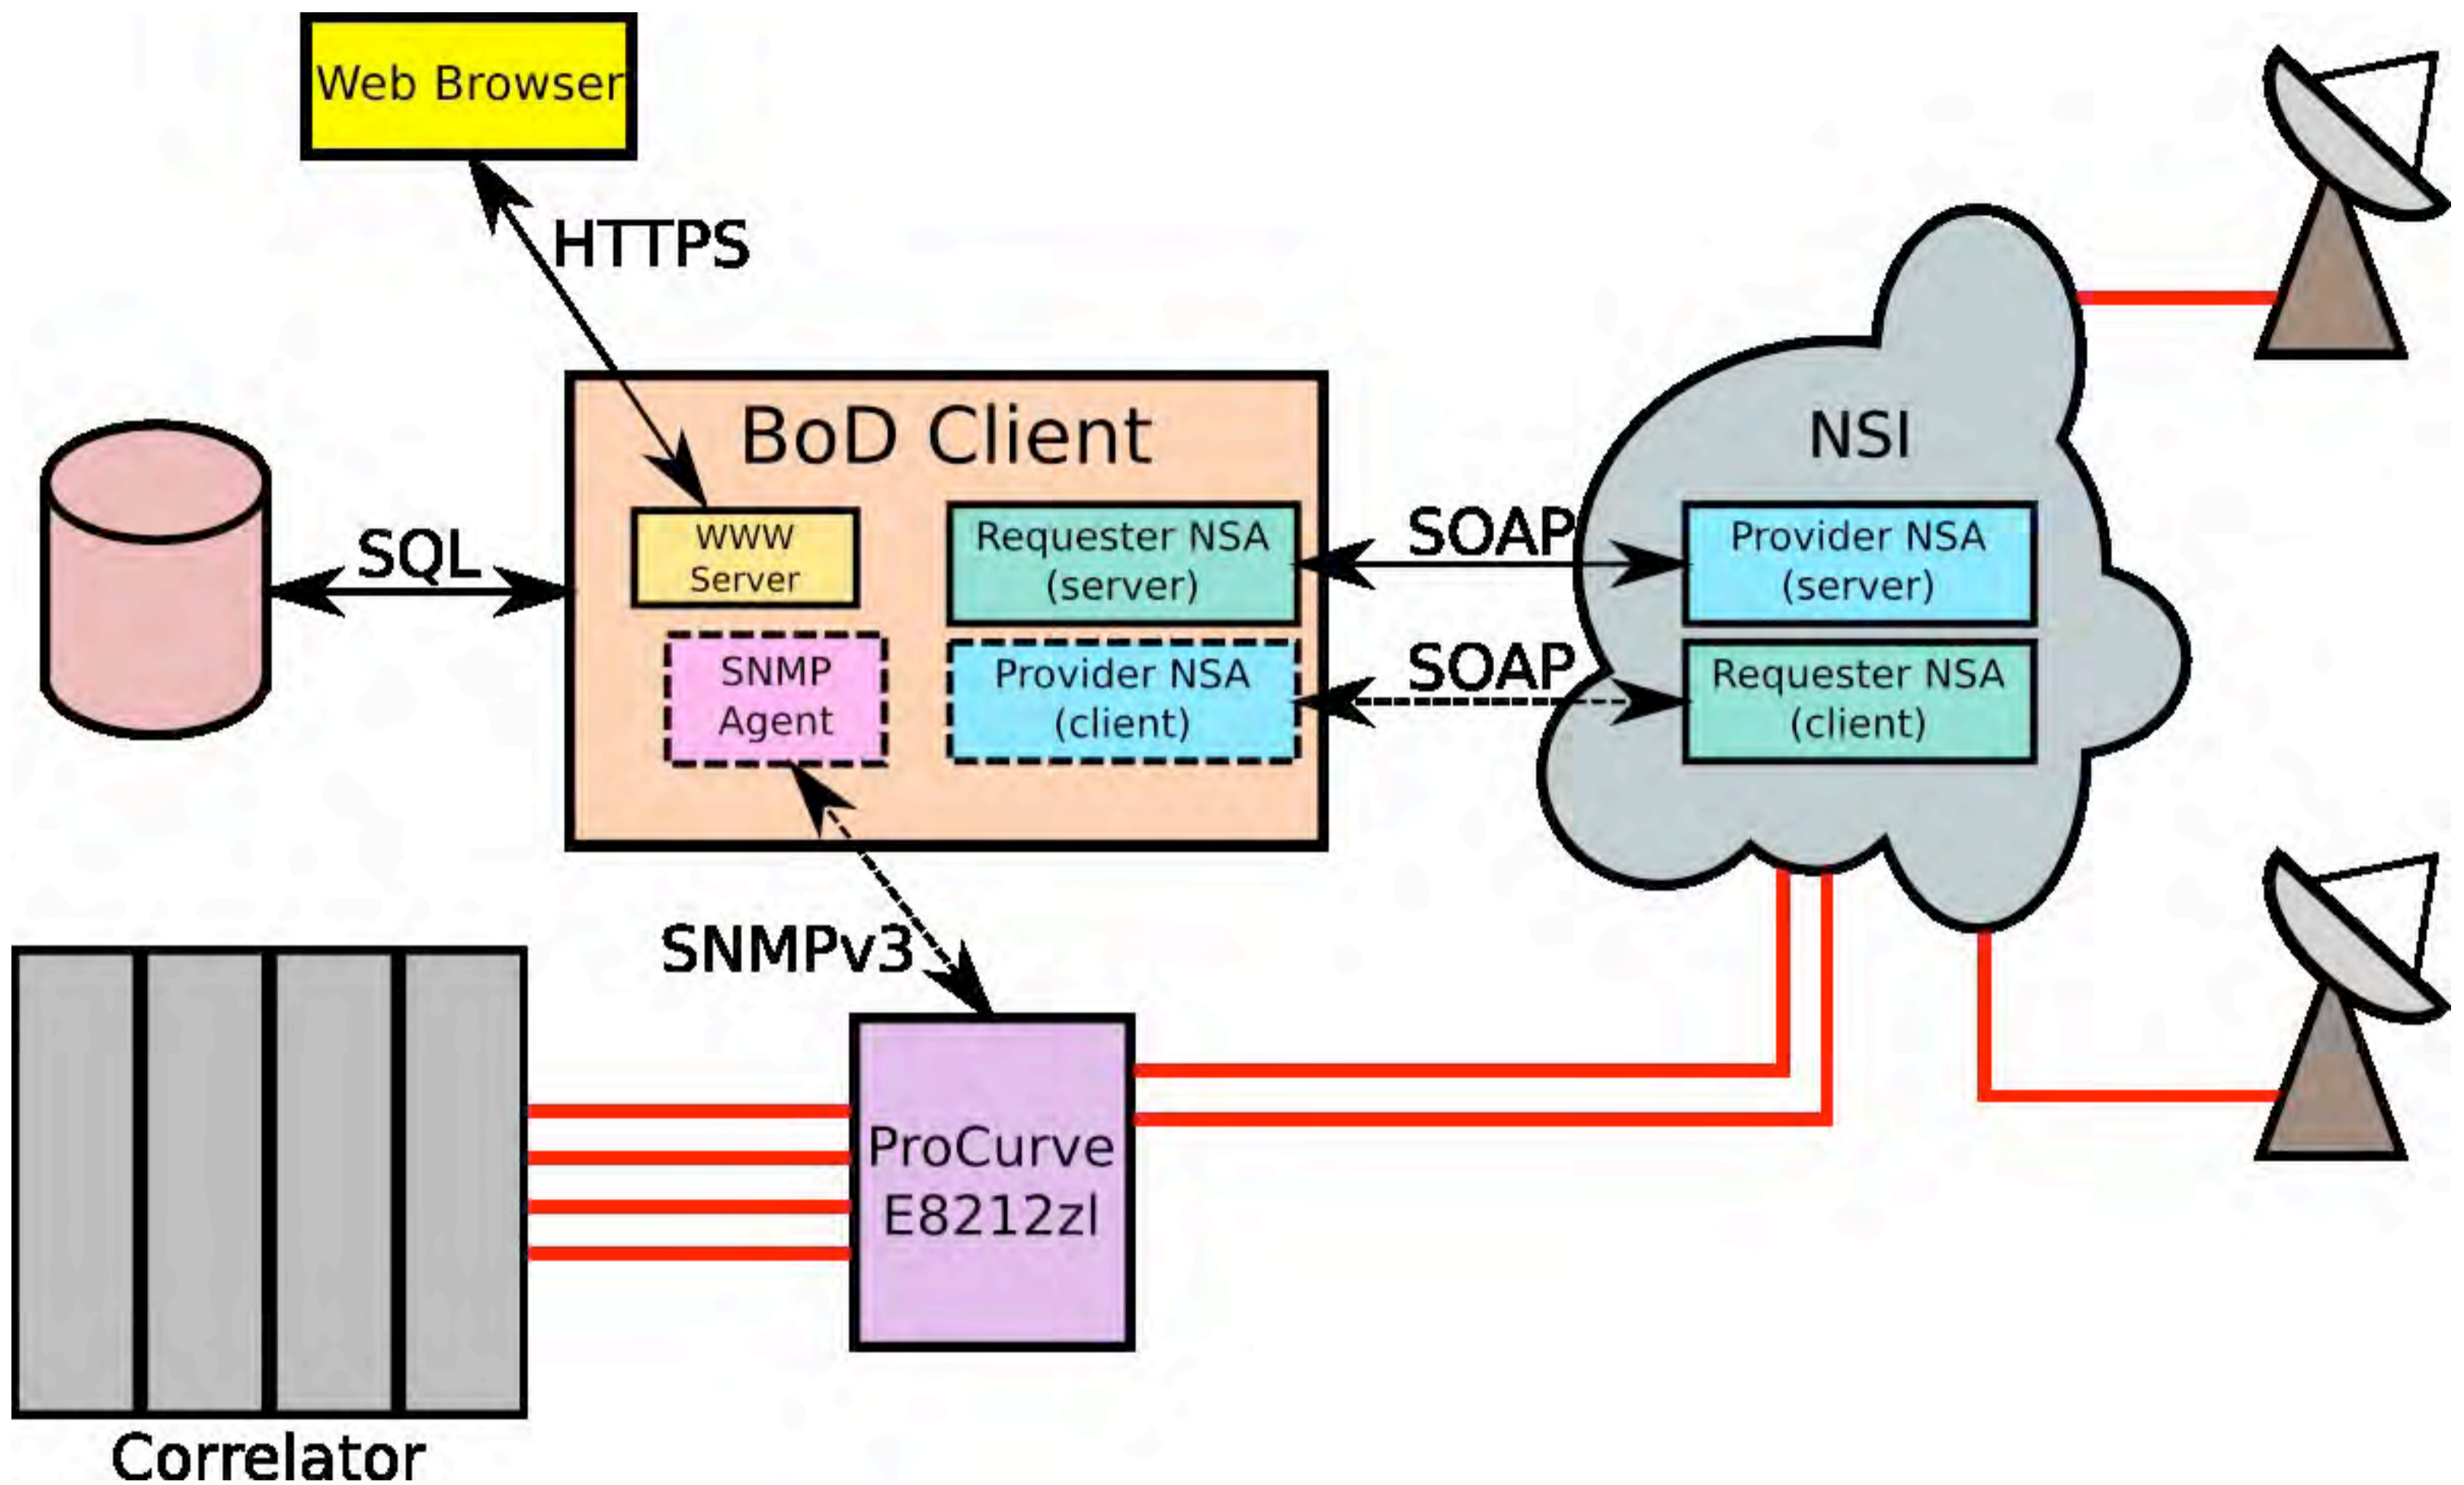 Web Browser
HTTPS
BoD Client
NSI
SQL
WWW
Server
Requester NSA
(server)
SOAP
Provider NSA
(server)
SNMP
Agent
Provider NSA
(client)
SOAP
Requester NSA
(client)
SNMPv3
ProCurve
E8212zl
Correlator